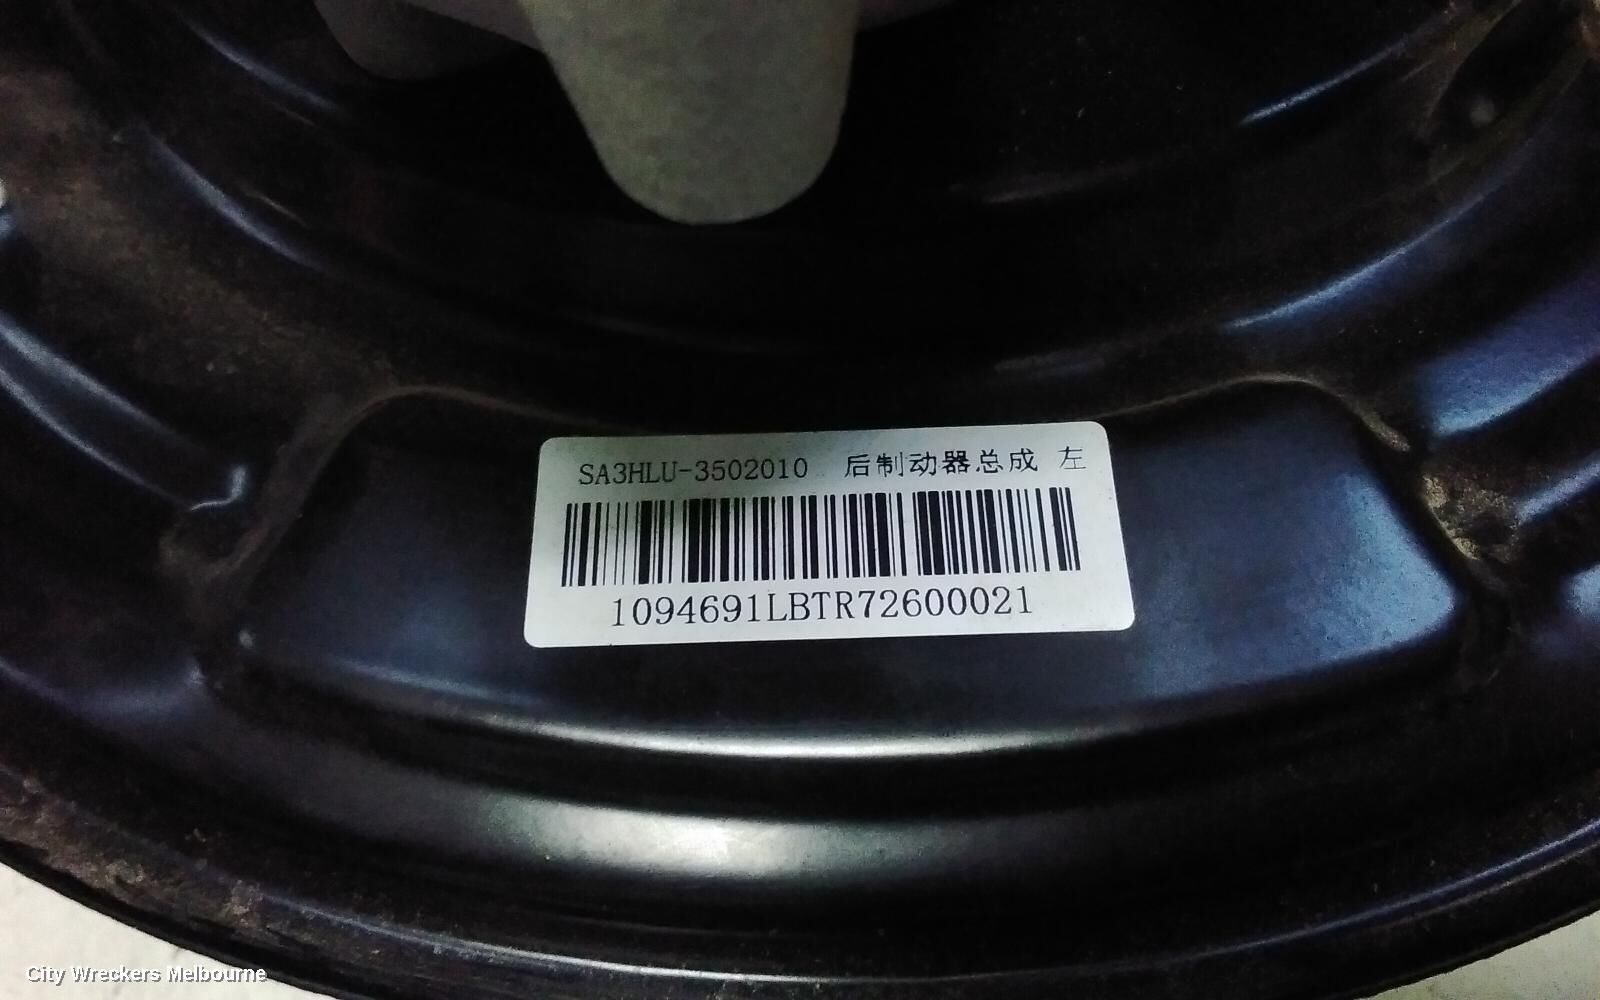 SA3HLU-3502010 后制动器总成 左
1094691LBTR72600021
City Wreckers Melbourne